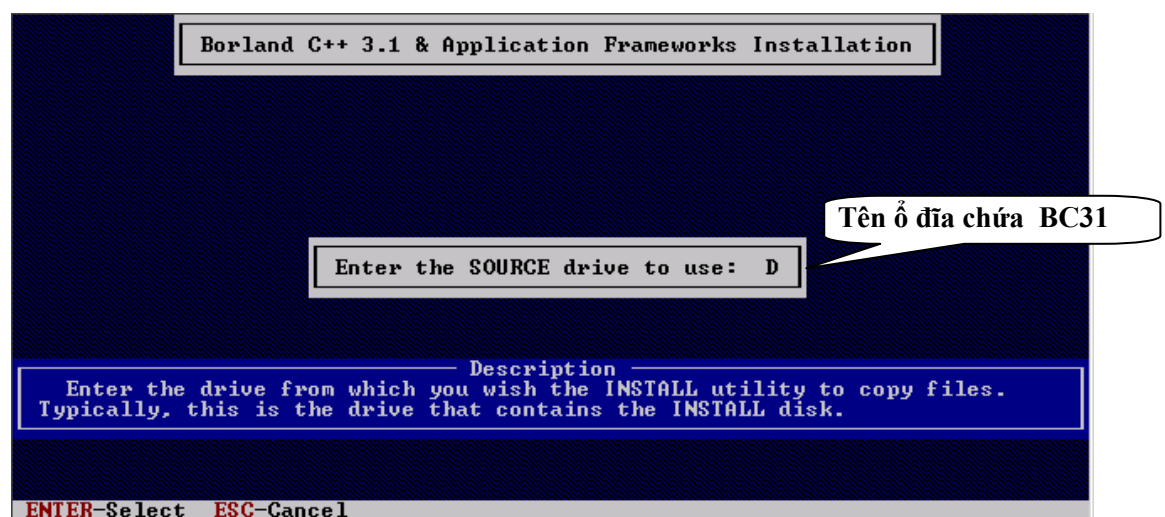 Borland C++ 3.1 & Application Frameworks Installation
Tên ổ đĩa chứa BC31
Enter the SOURCE drive to use: D
Description
Enter the drive from which you wish the INSTALL utility to copy files.
Typically, this is the drive that contains the INSTALL disk.
ENTER-Select ESC-Cancel